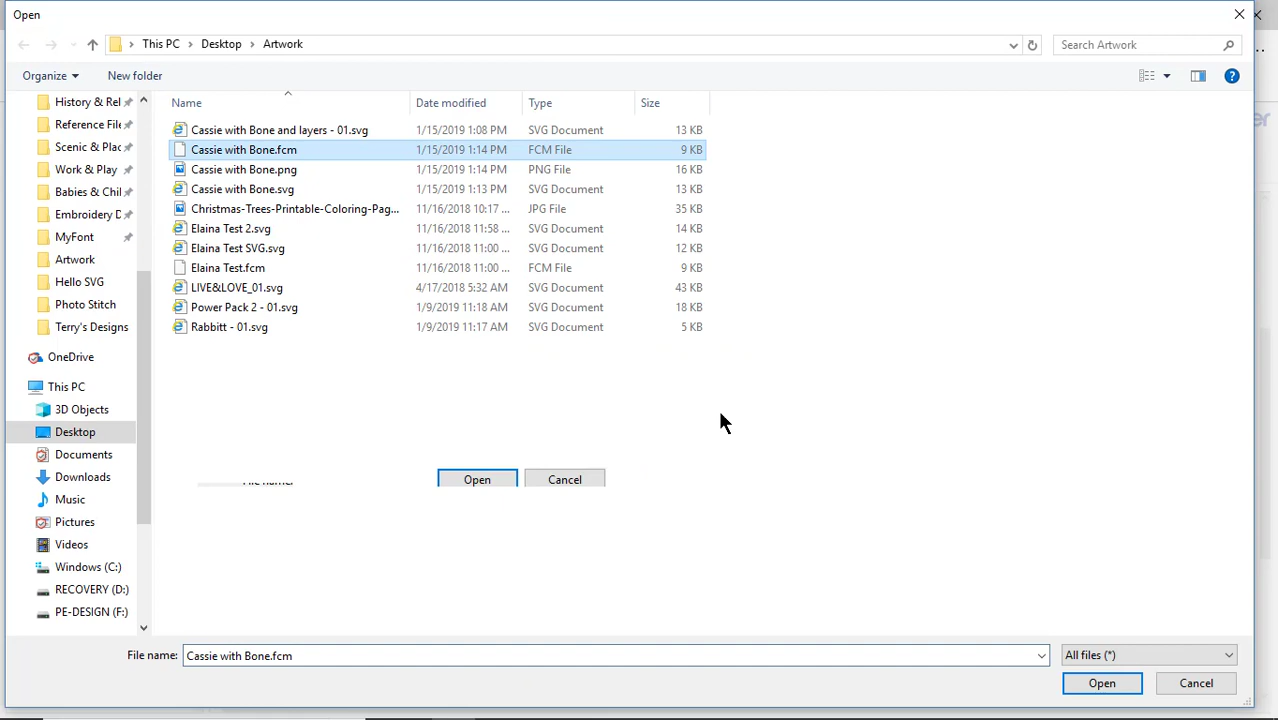 Open
This PC
Desktop
Artwork
Search Artwork
Organize
New folder
History & Rel
Reference File
Scenic & Plac
Work & Play
Babies & Chil
Embroidery D
MyFont
Artwork
Hello SVG
Photo Stitch
Terry's Designs
OneDrive
This PC
3D Objects
Desktop
Documents
Downloads
Music
Pictures
Videos
Windows (C:)
RECOVERY (D:)
PE-DESIGN (F:)
Name Date modified Type Size
Cassie with Bone and layers - 01.svg 1/15/2019 1:08 PM SVG Document 13 KB
Cassie with Bone.fcm 1/15/2019 1:14 PM FCM File 9 KB
Cassie with Bone.png 1/15/2019 1:14 PM PNG File 16 KB
Cassie with Bone.svg 1/15/2019 1:13 PM SVG Document 13 KB
Christmas-Trees-Printable-Coloring-Pag... 11/16/2018 10:17 ... JPG File 35 KB
Elaina Test 2.svg 11/16/2018 11:58 ... SVG Document 14 KB
Elaina Test SVG.svg 11/16/2018 11:00 ... SVG Document 12 KB
Elaina Test.fcm 11/16/2018 11:00 ... FCM File 9 KB
LIVE&LOVE_01.svg 4/17/2018 5:32 AM SVG Document 43 KB
Power Pack 2 - 01.svg 1/9/2019 11:18 AM SVG Document 18 KB
Rabbitt - 01.svg 1/9/2019 11:17 AM SVG Document 5 KB
Open Cancel
File name: Cassie with Bone.fcm All files (*)
Open Cancel